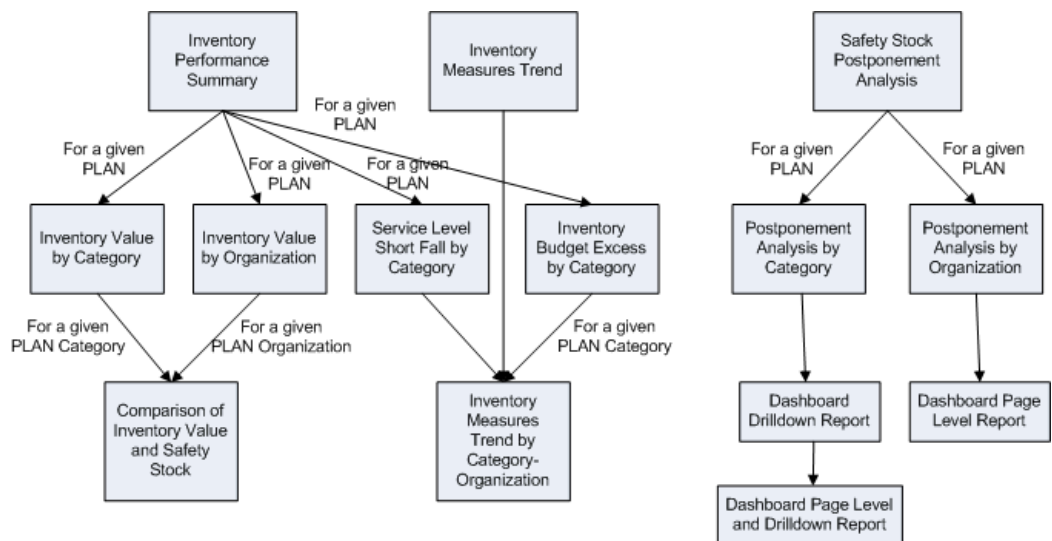 Inventory
Performance
Summary
Inventory
Measures Trend
Safety Stock
Postponement
Analysis
For a given
PLAN
For a given
PLAN
For a given
PLAN
For a given
PLAN
For a given
PLAN
For a given
PLAN
Inventory Value
by Category
Inventory Value
by Organization
Service Level
Short Fall by
Category
Inventory
Budget Excess
by Category
Postponement
Analysis by
Category
Postponement
Analysis by
Organization
For a given
PLAN Category
For a given
PLAN Organization
For a given
PLAN Category
Comparison of
Inventory Value
and Safety
Stock
Inventory
Measures
Trend by
Category-
Organization
Dashboard
Drilldown Report
Dashboard Page
Level Report
Dashboard Page Level
and Drilldown Report